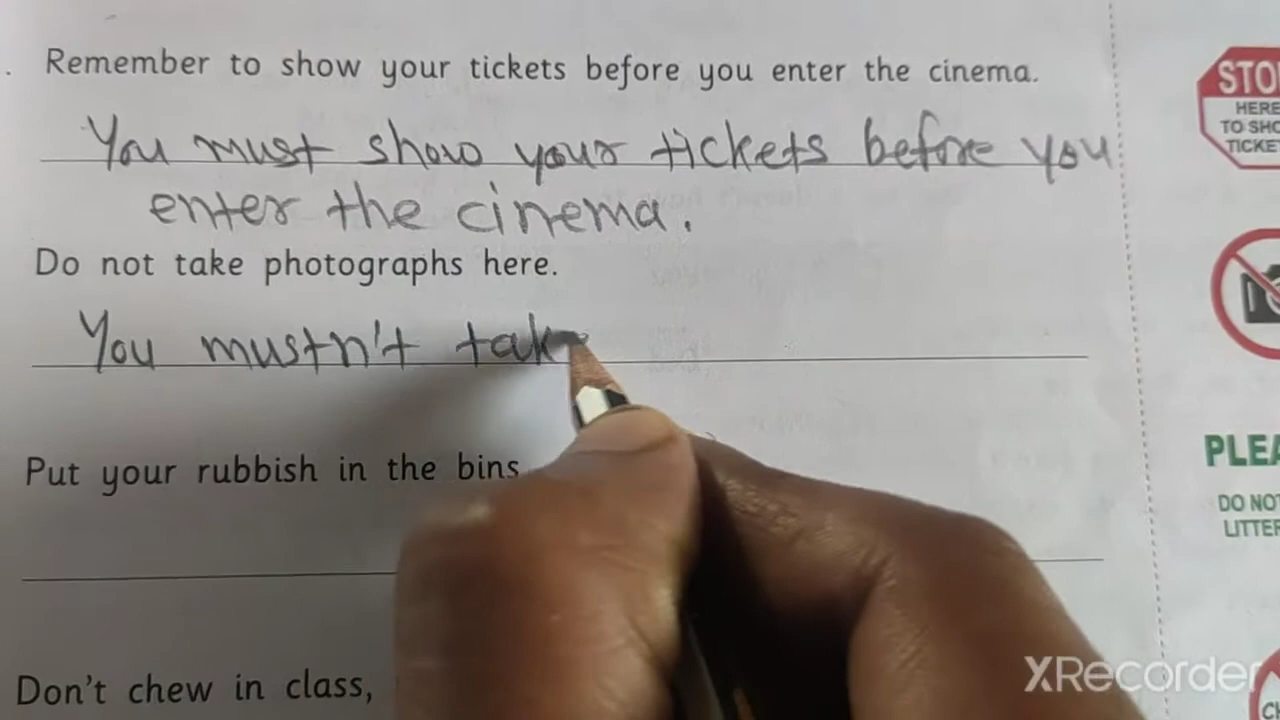 Remember to show your tickets before you enter the cinema.
You must show your tickets before you
enter the cinema.
Do not take photographs here.
You mustn't tak
Put your rubbish in the bins
Don't chew in class,
STO
HERE
TO SHO
TICKE
PLEA
DO NOT
LITTER
XRecorder